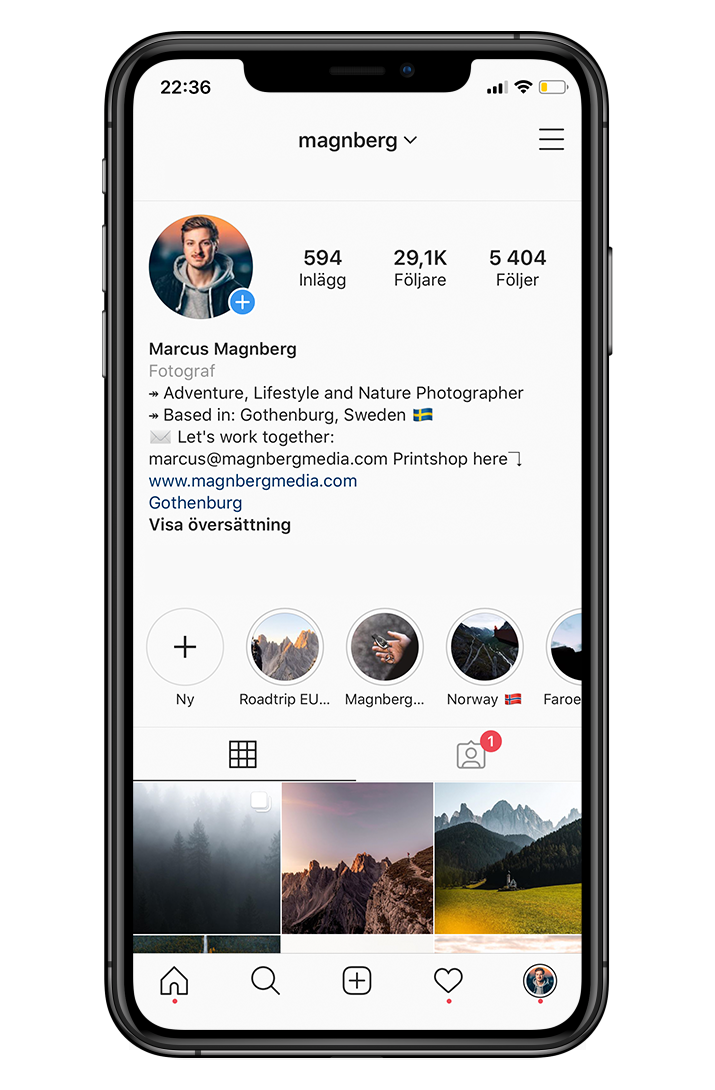 22:36
magnberg
594 29,1K 5 404
Inlägg Följare Följer
Marcus Magnberg
Fotograf
↠ Adventure, Lifestyle and Nature Photographer
↠ Based in: Gothenburg, Sweden 🇸🇪
✉️ Let's work together:
marcus@magnbergmedia.com Printshop here⤵
www.magnbergmedia.com
Gothenburg
Visa översättning
Ny Roadtrip EU... Magnberg... Norway 🇳🇴 Faroe
1